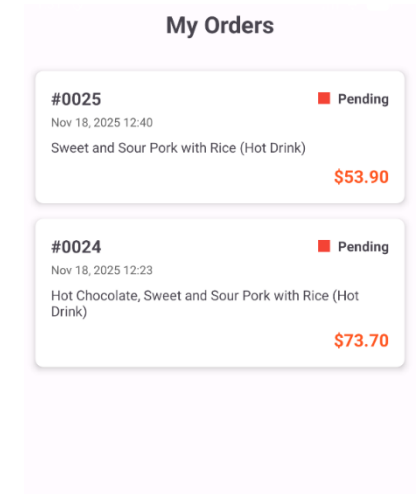 My Orders
#0025
Pending
Nov 18, 2025 12:40
Sweet and Sour Pork with Rice (Hot Drink)
$53.90
#0024
Pending
Nov 18, 2025 12:23
Hot Chocolate, Sweet and Sour Pork with Rice (Hot
Drink)
$73.70